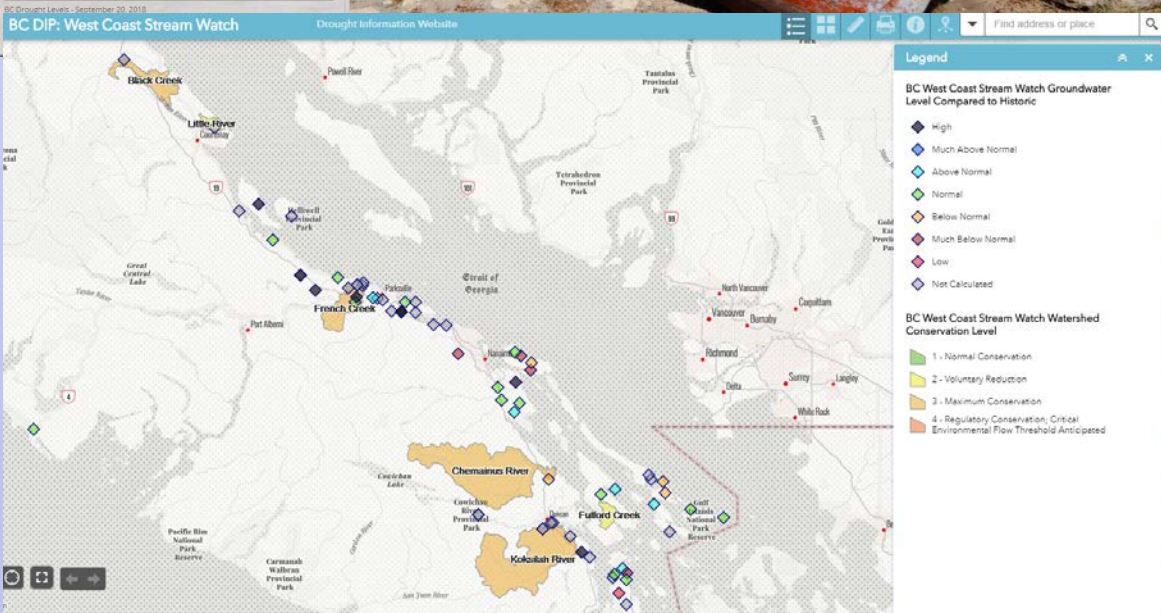 BC Drought Levels - September 20, 2018
BC DIP: West Coast Stream Watch
Drought Information Website
Find address or place
Legend
BC West Coast Stream Watch Groundwater
Level Compared to Historic
High
Much Above Normal
Above Normal
Normal
Below Normal
Much Below Normal
Low
Not Calculated
BC West Coast Stream Watch Watershed
Conservation Level
1 - Normal Conservation
2 - Voluntary Reduction
3 - Maximum Conservation
4 - Regulatory Conservation; Critical
Environmental Flow Threshold Anticipated
Park
Black Creek
Powell River
Tantalus
Provincial
Park
Little River
Courtenay
19
101
99
Tetrahedron
Provincial
Park
Helliwell
Provincial
Park
Great
Central
Lake
Strait of
Georgia
Parksville
French Creek
Port Alberni
North Vancouver
Vancouver
Burnaby
Coquitlam
Richmond
Surrey
Langley
Delta
White Rock
Nanaimo
4
Chemainus River
Cowichan
Lake
Cowichan
River
Provincial
Park
Duncan
Fulford Creek
Gulf
Islands
National
Park
Reserve
Koksilah River
Pacific Rim
National
Park
Reserve
Carmanah
Walbran
Provincial
Park
San Juan River